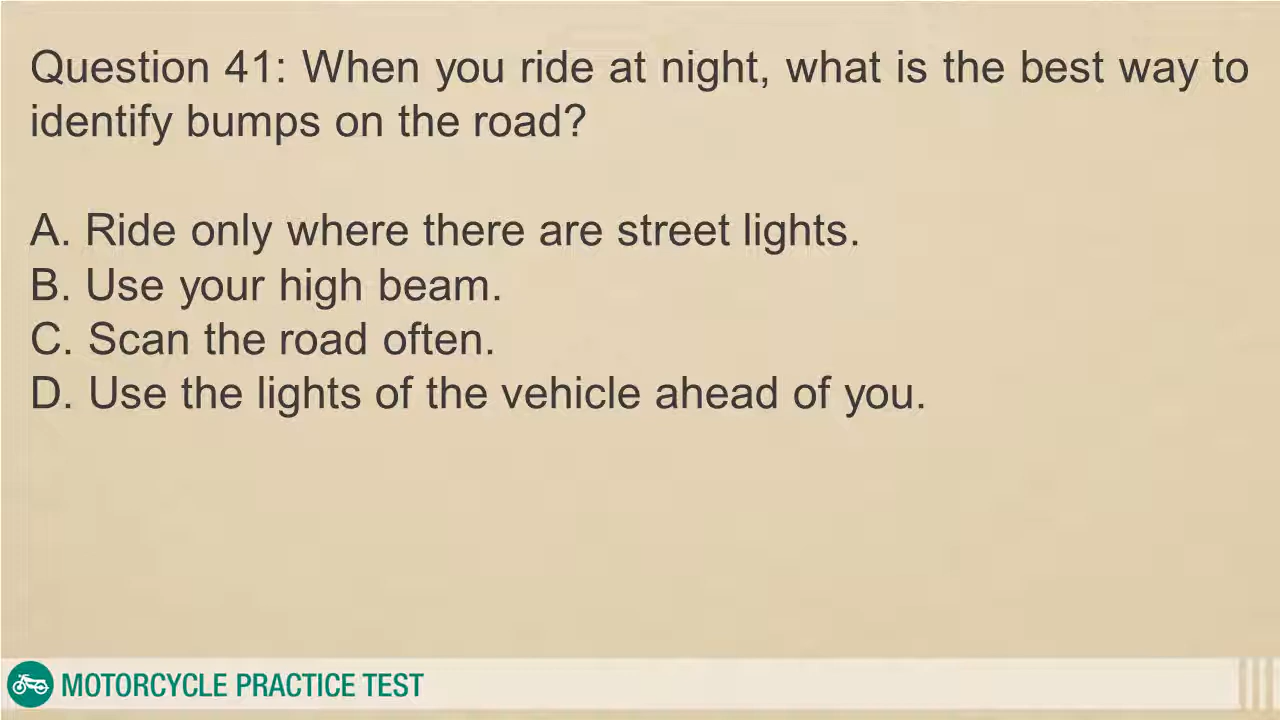 Question 41: When you ride at night, what is the best way to
identify bumps on the road?
A. Ride only where there are street lights.
B. Use your high beam.
C. Scan the road often.
D. Use the lights of the vehicle ahead of you.
MOTORCYCLE PRACTICE TEST